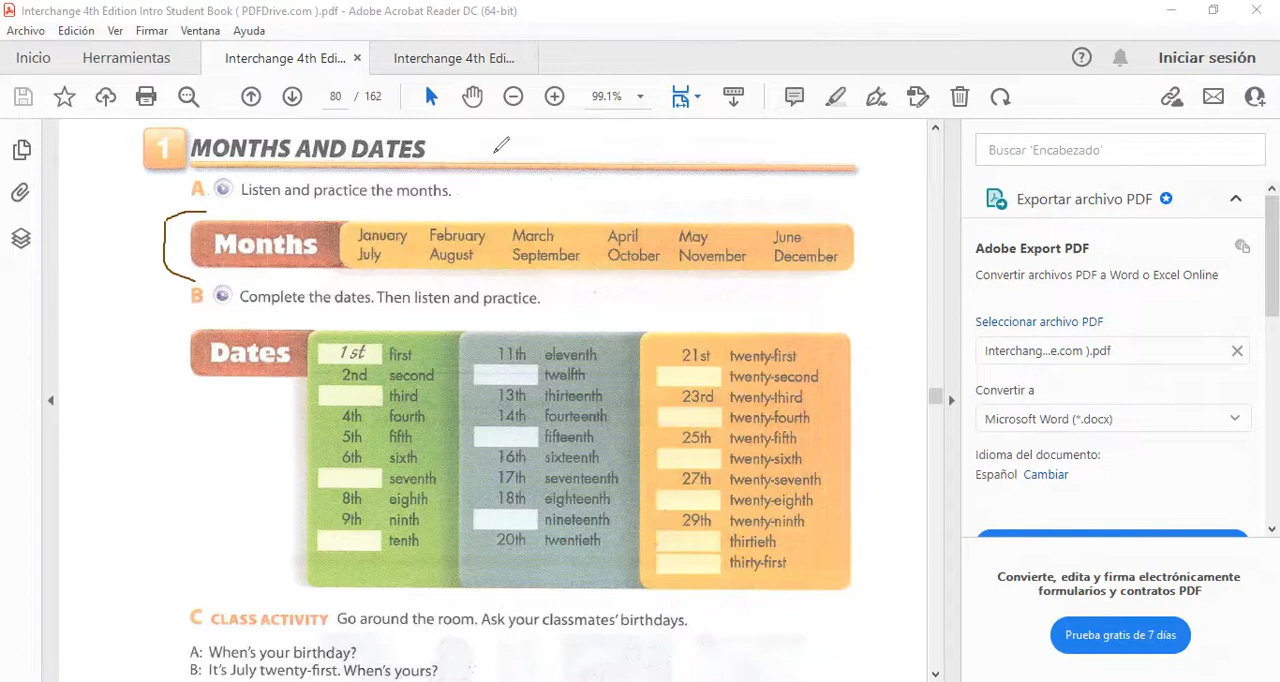 Interchange 4th Edition Intro Student Book ( PDFDrive.com ).pdf - Adobe Acrobat Reader DC (64-bit)
Archivo Edición Ver Firmar Ventana Ayuda
Inicio Herramientas Interchange 4th Edi... × Interchange 4th Edi... Iniciar sesión
80 / 162 99.1%
1 MONTHS AND DATES
A Listen and practice the months.
Months
January February March April May June
July August September October November December
B Complete the dates. Then listen and practice.
Dates
1st first 11th eleventh 21st twenty-first
2nd second twelfth twenty-second
third 13th thirteenth 23rd twenty-third
4th fourth 14th fourteenth twenty-fourth
5th fifth fifteenth 25th twenty-fifth
6th sixth 16th sixteenth twenty-sixth
seventh 17th seventeenth 27th twenty-seventh
8th eighth 18th eighteenth twenty-eighth
9th ninth nineteenth 29th twenty-ninth
tenth 20th twentieth thirtieth
thirty-first
C CLASS ACTIVITY Go around the room. Ask your classmates' birthdays.
A: When's your birthday?
B: It's July twenty-first. When's yours?
Buscar 'Encabezado'
Exportar archivo PDF
Adobe Export PDF
Convertir archivos PDF a Word o Excel Online
Seleccionar archivo PDF
Interchang...e.com ).pdf
Convertir a
Microsoft Word (*.docx)
Idioma del documento:
Español Cambiar
Convierte, edita y firma electrónicamente
formularios y contratos PDF
Prueba gratis de 7 días